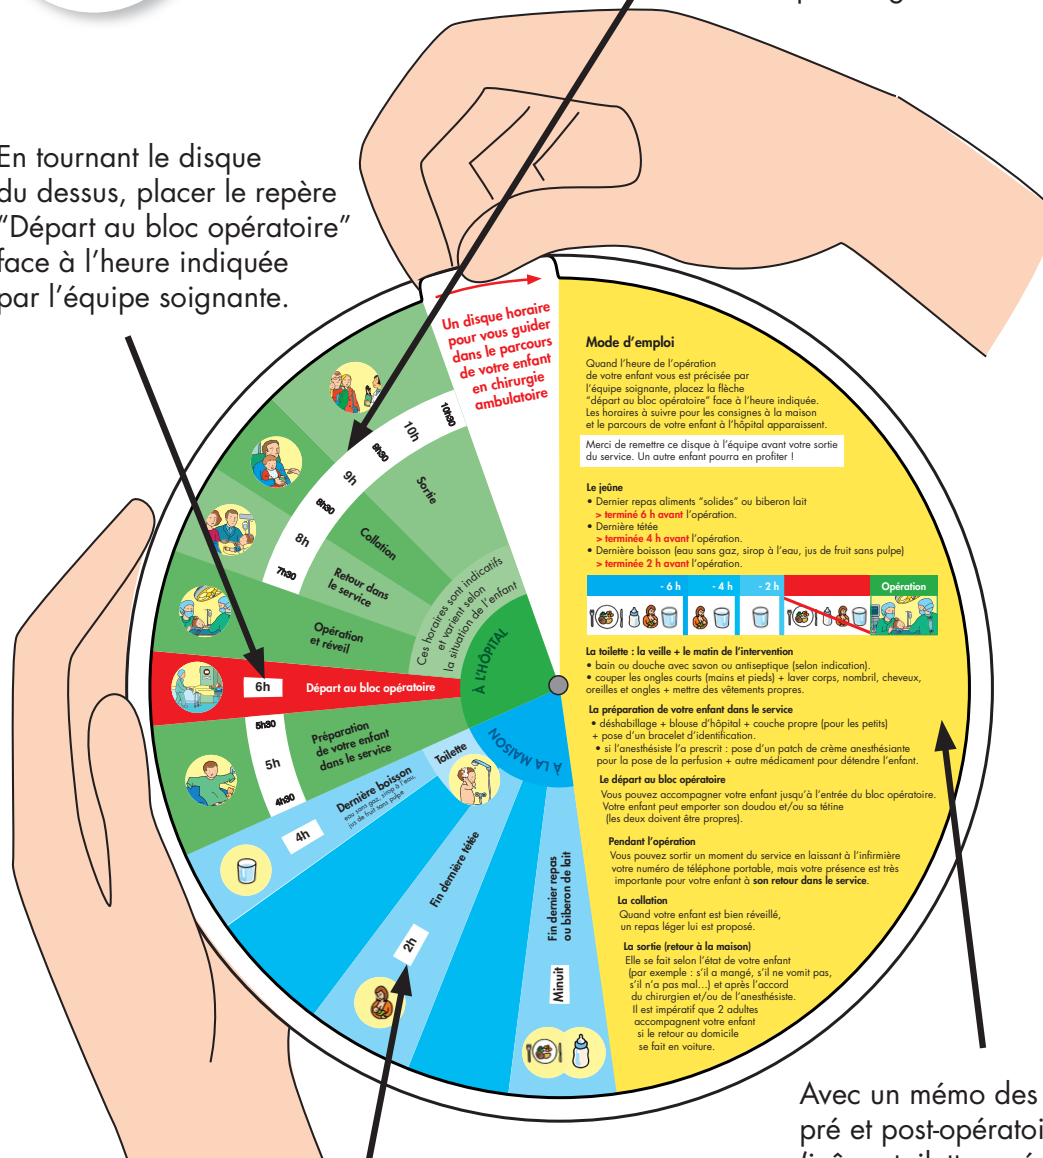 En tournant le disque
du dessus, placer le repère
“Départ au bloc opératoire”
face à l’heure indiquée
par l’équipe soignante.
Un disque horaire
pour vous guider
dans le parcours
de votre enfant
en chirurgie
ambulatoire
10h30
10h
9h30
9h
8h30
8h
7h30
6h
5h30
5h
4h30
4h
2h
Minuit
Sortie
Collation
Retour dans
le service
Opération
et réveil
Départ au bloc opératoire
Préparation
de votre enfant
dans le service
Ces horaires sont indicatifs
et varient selon
la situation de l’enfant
À L’HÔPITAL
À LA MAISON
Toilette
Dernière boisson
eau sans gaz, sirop à l’eau,
jus de fruit sans pulpe
Fin dernière tétée
Fin dernier repas
ou biberon de lait
Mode d’emploi
Quand l’heure de l’opération
de votre enfant vous est précisée par
l’équipe soignante, placez la flèche
“départ au bloc opératoire” face à l’heure indiquée.
Les horaires à suivre pour les consignes à la maison
et le parcours de votre enfant à l’hôpital apparaissent.
Merci de remettre ce disque à l’équipe avant votre sortie
du service. Un autre enfant pourra en profiter !
Le jeûne
• Dernier repas aliments “solides” ou biberon lait
> terminé 6 h avant l’opération.
• Dernière tétée
> terminée 4 h avant l’opération.
• Dernière boisson (eau sans gaz, sirop à l’eau, jus de fruit sans pulpe)
> terminée 2 h avant l’opération.
- 6 h - 4 h - 2 h Opération
La toilette : la veille + le matin de l’intervention
• bain ou douche avec savon ou antiseptique (selon indication).
• couper les ongles courts (mains et pieds) + laver corps, nombril, cheveux,
oreilles et ongles + mettre des vêtements propres.
La préparation de votre enfant dans le service
• déshabillage + blouse d’hôpital + couche propre (pour les petits)
+ pose d’un bracelet d’identification.
• si l’anesthésiste l’a prescrit : pose d’un patch de crème anesthésiante
pour la pose de la perfusion + autre médicament pour détendre l’enfant.
Le départ au bloc opératoire
Vous pouvez accompagner votre enfant jusqu’à l’entrée du bloc opératoire.
Votre enfant peut emporter son doudou et/ou sa tétine
(les deux doivent être propres).
Pendant l’opération
Vous pouvez sortir un moment du service en laissant à l’infirmière
votre numéro de téléphone portable, mais votre présence est très
importante pour votre enfant à son retour dans le service.
La collation
Quand votre enfant est bien réveillé,
un repas léger lui est proposé.
La sortie (retour à la maison)
Elle se fait selon l’état de votre enfant
(par exemple : s’il a mangé, s’il ne vomit pas,
s’il n’a pas mal...) et après l’accord
du chirurgien et/ou de l’anesthésiste.
Il est impératif que 2 adultes
accompagnent votre enfant
si le retour au domicile
se fait en voiture.
Avec un mémo des
pré et post-opératoi